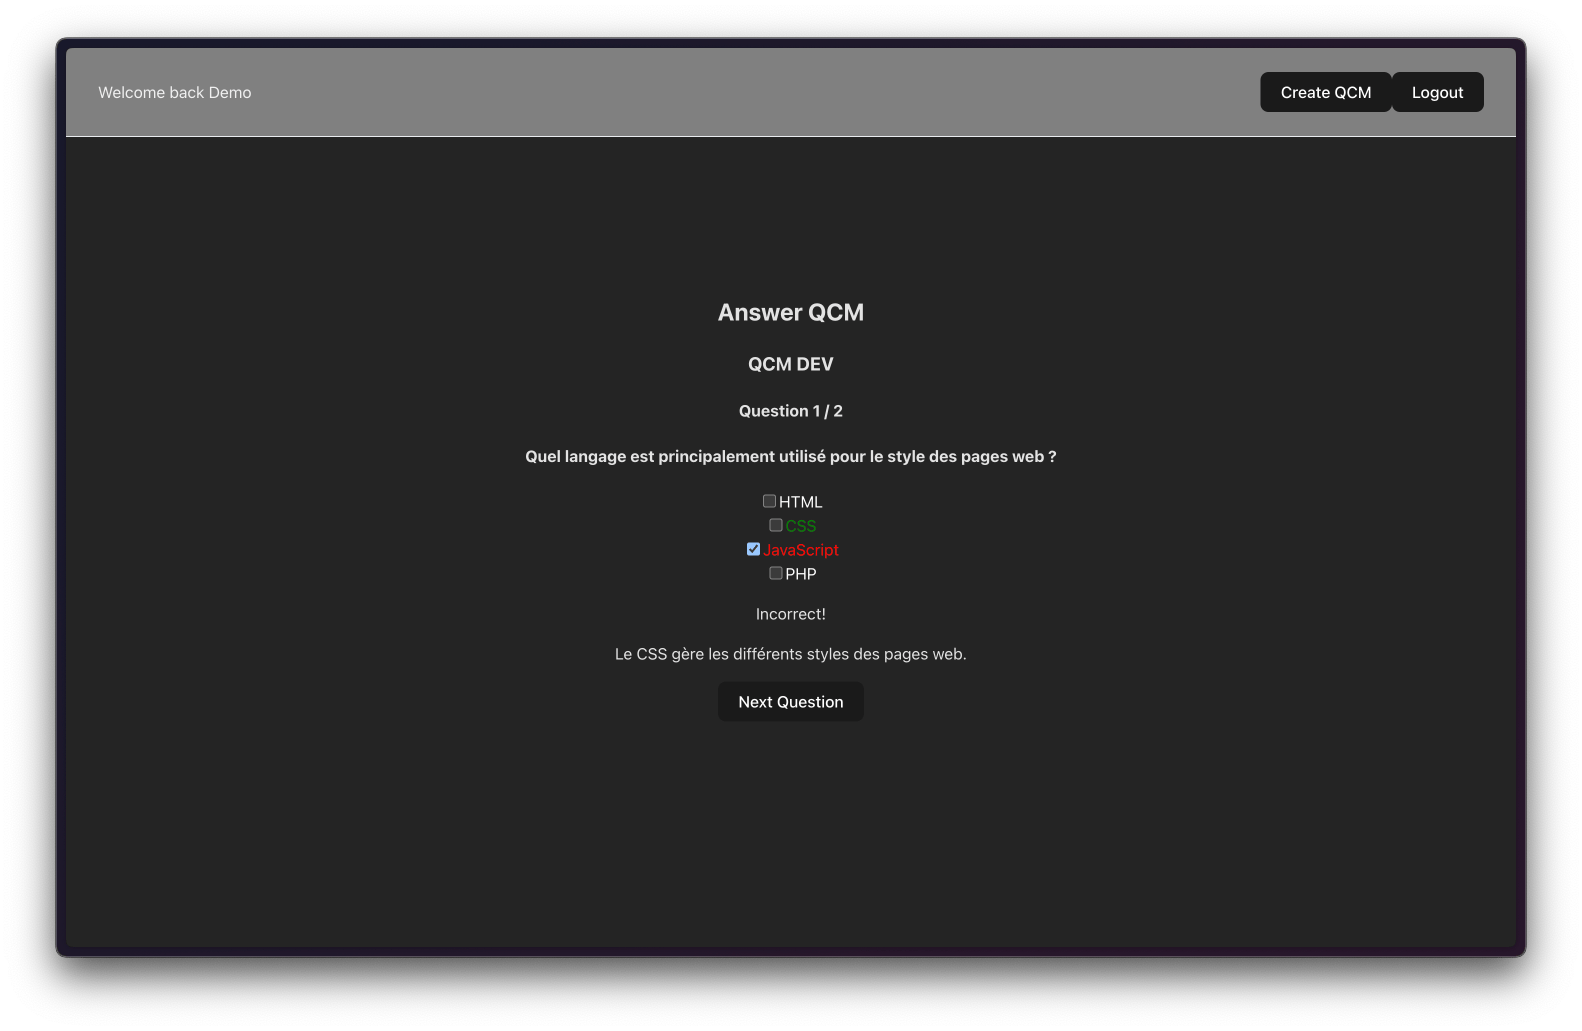 Welcome back Demo
Create QCM
Logout
Answer QCM
QCM DEV
Question 1 / 2
Quel langage est principalement utilisé pour le style des pages web ?
HTML
CSS
JavaScript
PHP
Incorrect!
Le CSS gère les différents styles des pages web.
Next Question